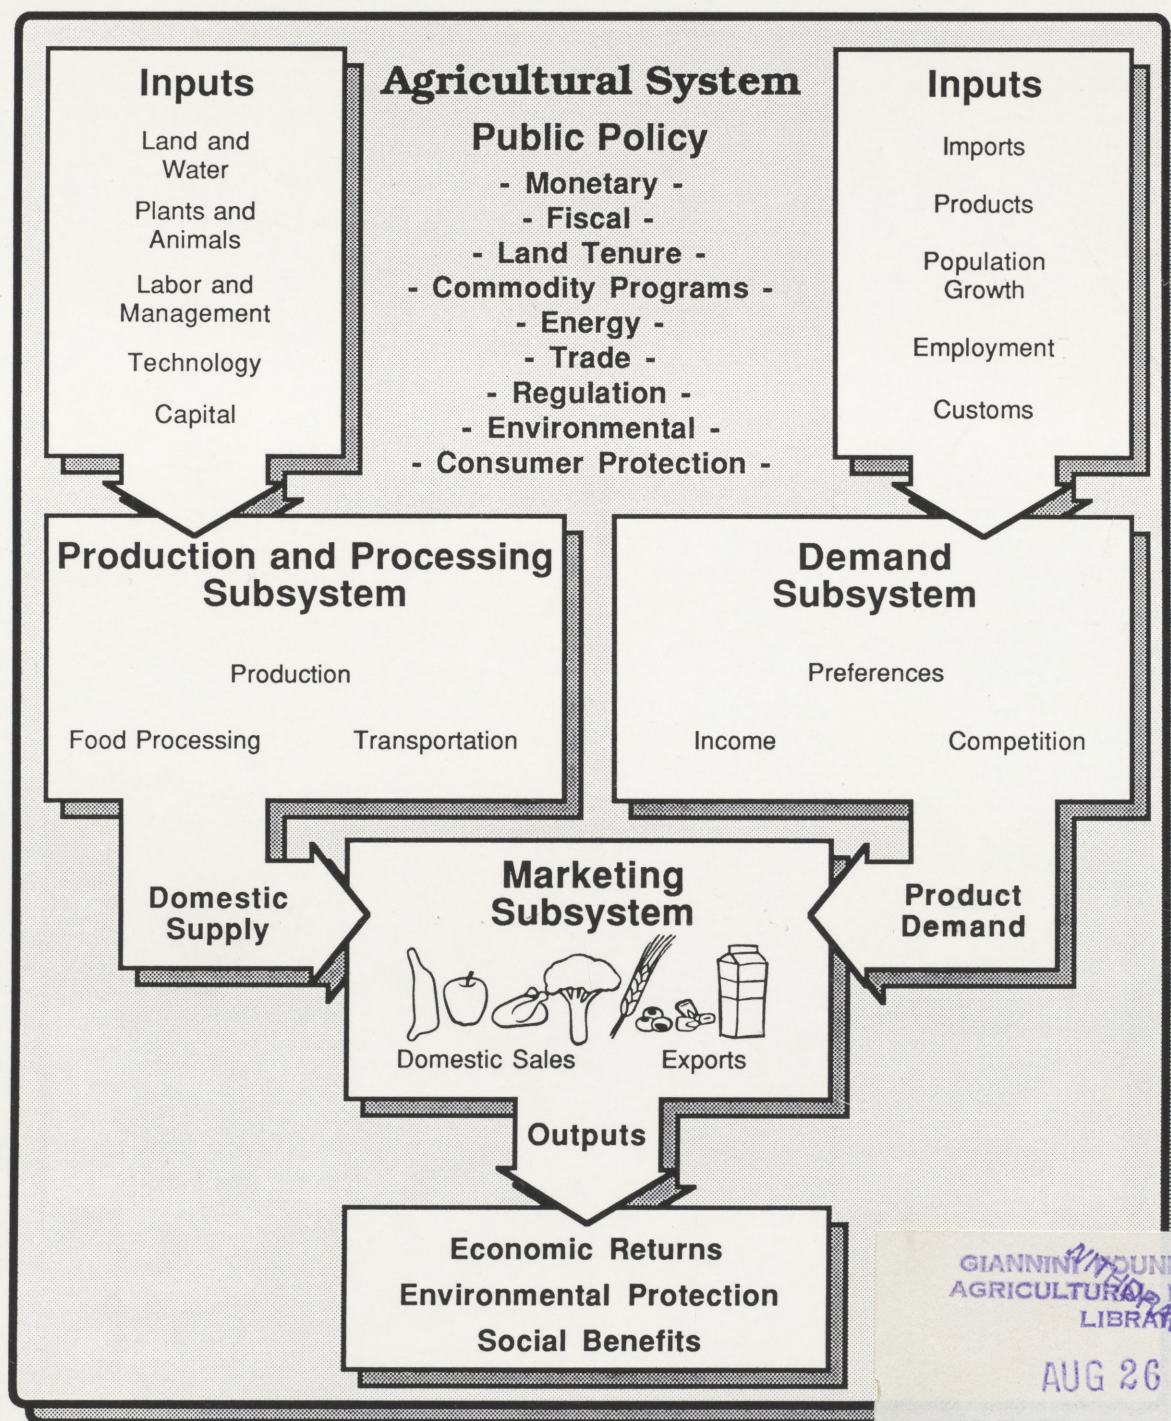 Agricultural System
Public Policy
- Monetary -
- Fiscal -
- Land Tenure -
- Commodity Programs -
- Energy -
- Trade -
- Regulation -
- Environmental -
- Consumer Protection -
Inputs
Land and
Water
Plants and
Animals
Labor and
Management
Technology
Capital
Inputs
Imports
Products
Population
Growth
Employment
Customs
Production and Processing
Subsystem
Production
Food Processing Transportation
Demand
Subsystem
Preferences
Income Competition
Domestic
Supply
Marketing
Subsystem
Domestic Sales Exports
Product
Demand
Outputs
Economic Returns
Environmental Protection
Social Benefits
GIANNINI
AGRICULTURAL
AUG 26